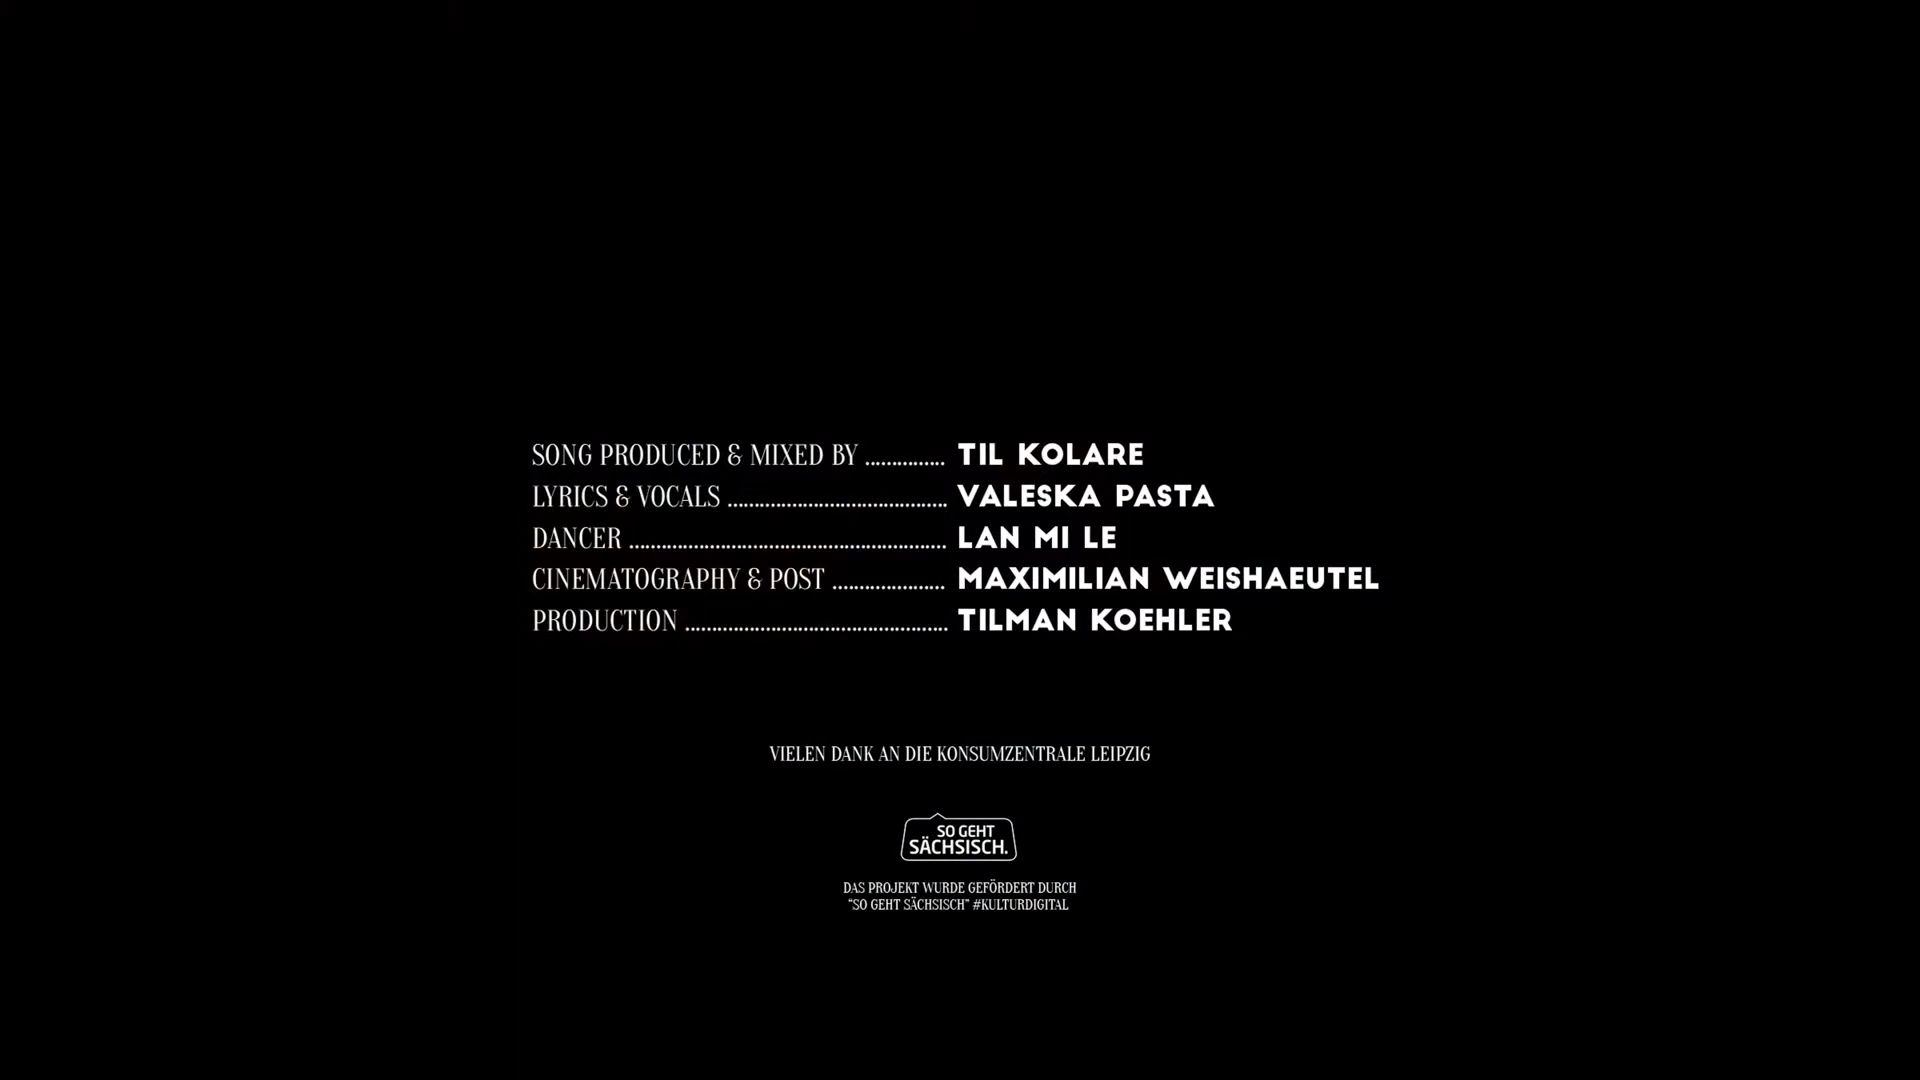 SONG PRODUCED & MIXED BY ............... TIL KOLARE
LYRICS & VOCALS ......................................... VALESKA PASTA
DANCER ........................................................... LAN MI LE
CINEMATOGRAPHY & POST ..................... MAXIMILIAN WEISHAEUTEL
PRODUCTION ................................................. TILMAN KOEHLER
VIELEN DANK AN DIE KONSUMZENTRALE LEIPZIG
SO GEHT
SÄCHSISCH.
DAS PROJEKT WURDE GEFÖRDERT DURCH
“SO GEHT SÄCHSISCH” #KULTURDIGITAL